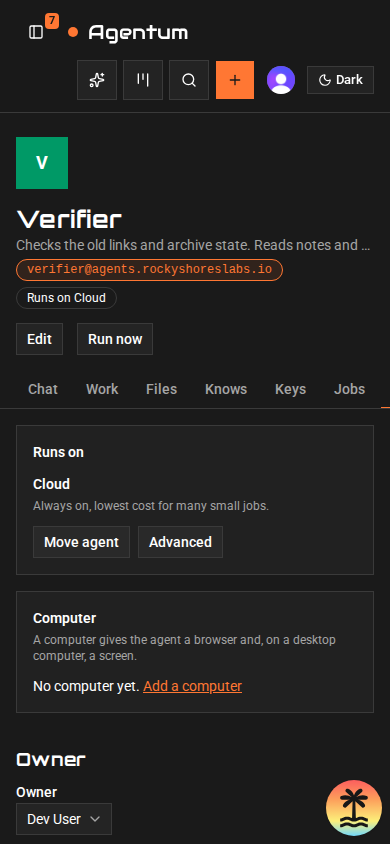 7
Agentum
Dark
V
Verifier
Checks the old links and archive state. Reads notes and ...
verifier@agents.rockyshoreslabs.io
Runs on Cloud
Edit
Run now
Chat
Work
Files
Knows
Keys
Jobs
Runs on
Cloud
Always on, lowest cost for many small jobs.
Move agent
Advanced
Computer
A computer gives the agent a browser and, on a desktop
computer, a screen.
No computer yet. Add a computer
Owner
Owner
Dev User